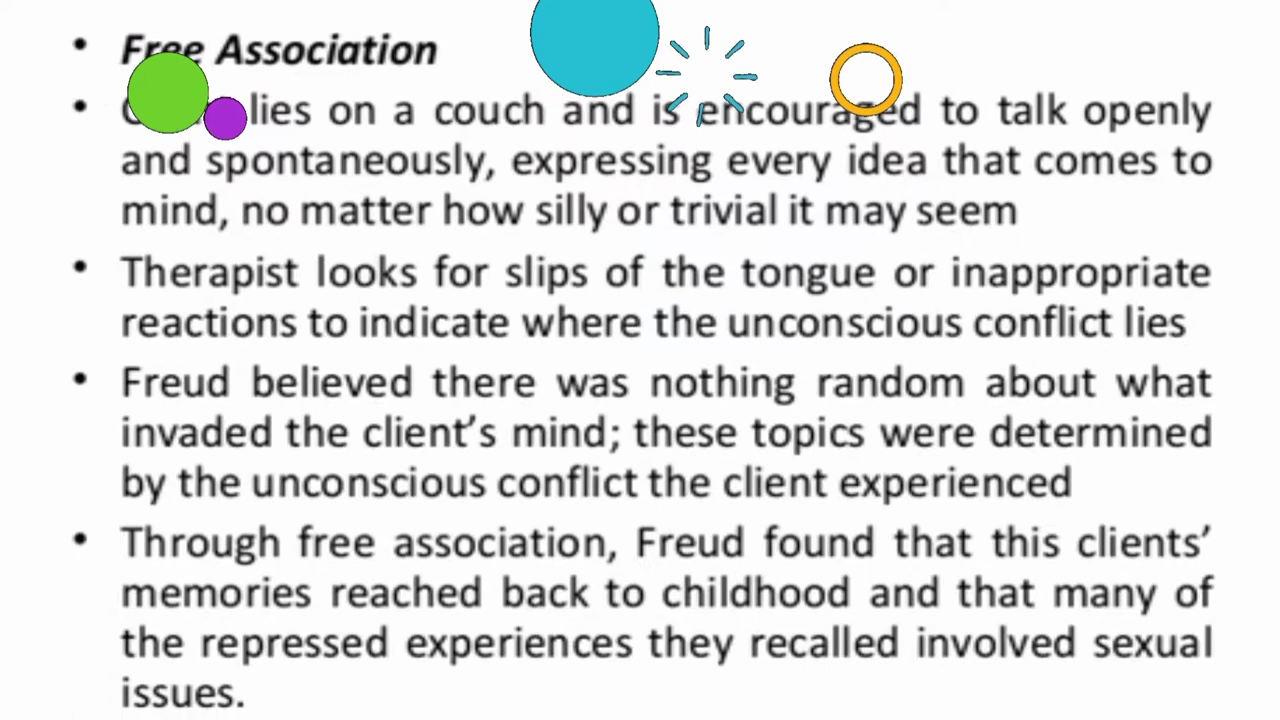 • Free Association
• lies on a couch and is encouraged to talk openly
and spontaneously, expressing every idea that comes to
mind, no matter how silly or trivial it may seem
• Therapist looks for slips of the tongue or inappropriate
reactions to indicate where the unconscious conflict lies
• Freud believed there was nothing random about what
invaded the client’s mind; these topics were determined
by the unconscious conflict the client experienced
• Through free association, Freud found that this clients’
memories reached back to childhood and that many of
the repressed experiences they recalled involved sexual
issues.